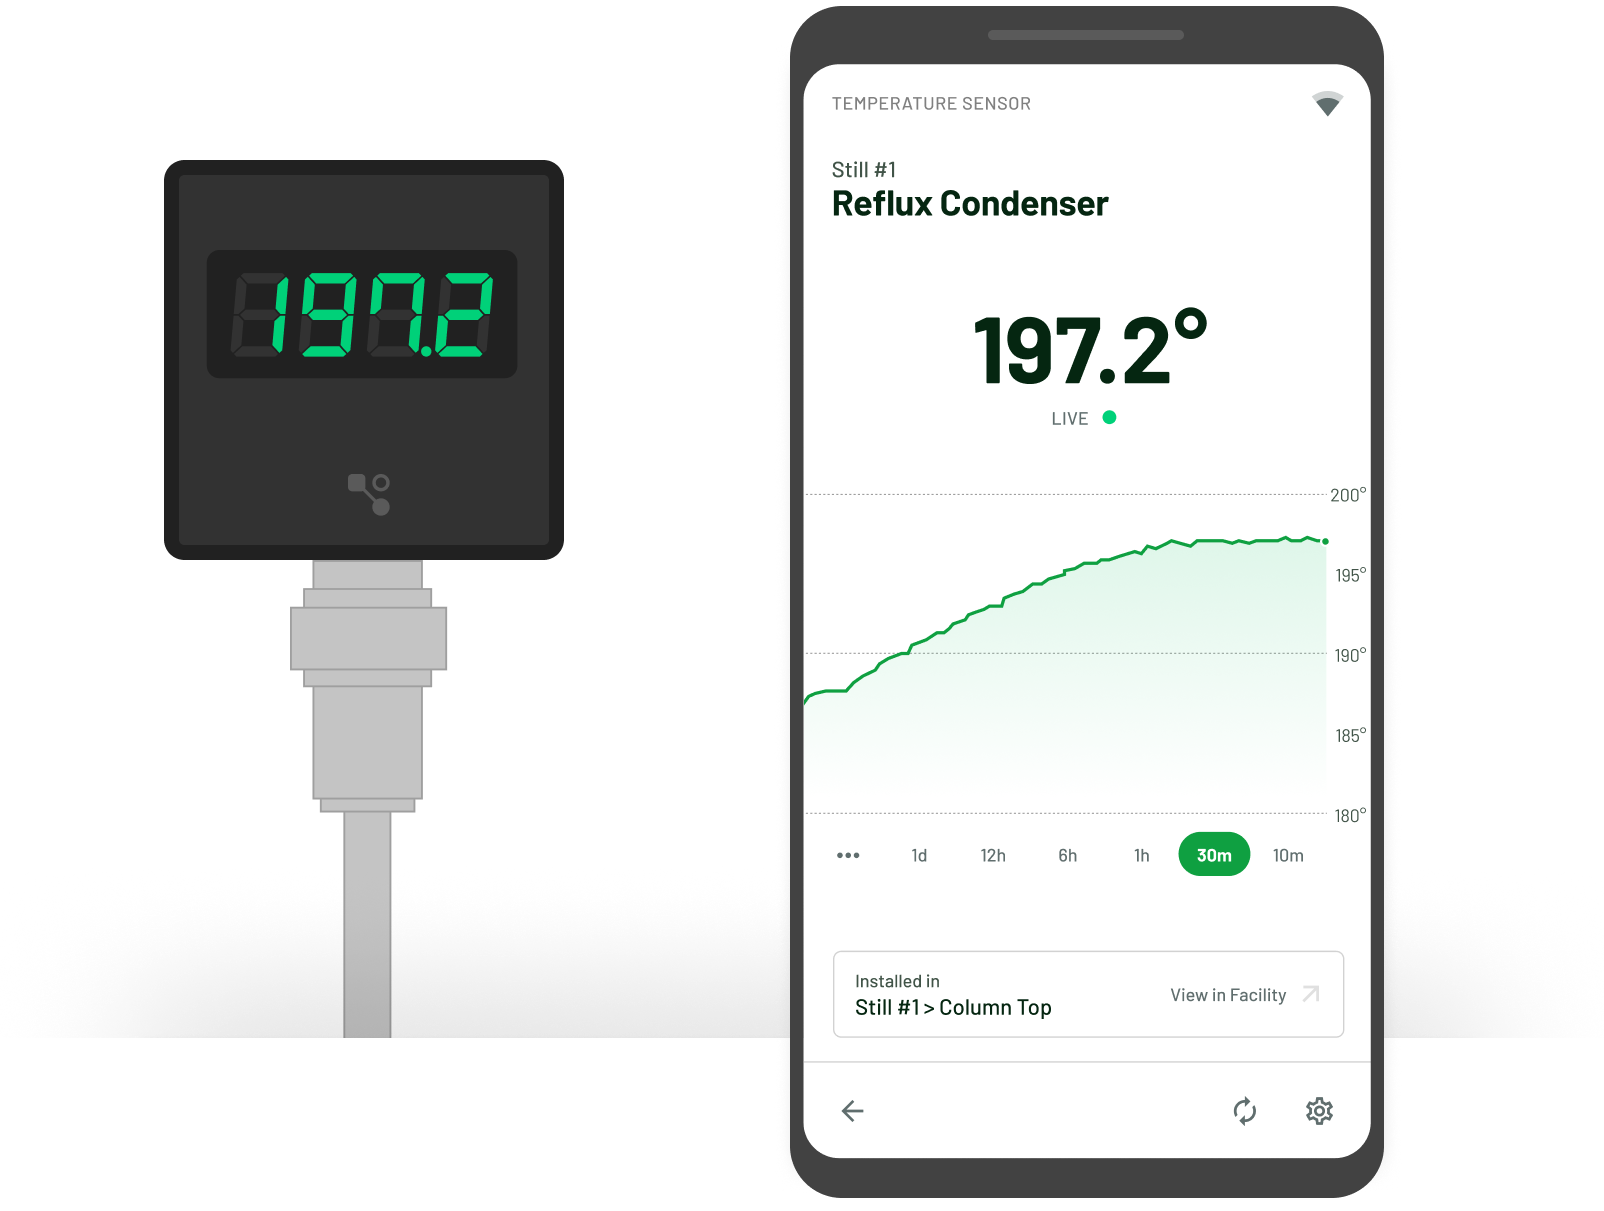 197.2
TEMPERATURE SENSOR
Still #1
Reflux Condenser
197.2°
LIVE
200°
195°
190°
185°
180°
••• 1d 12h 6h 1h 30m 10m
Installed in
Still #1 > Column Top
View in Facility